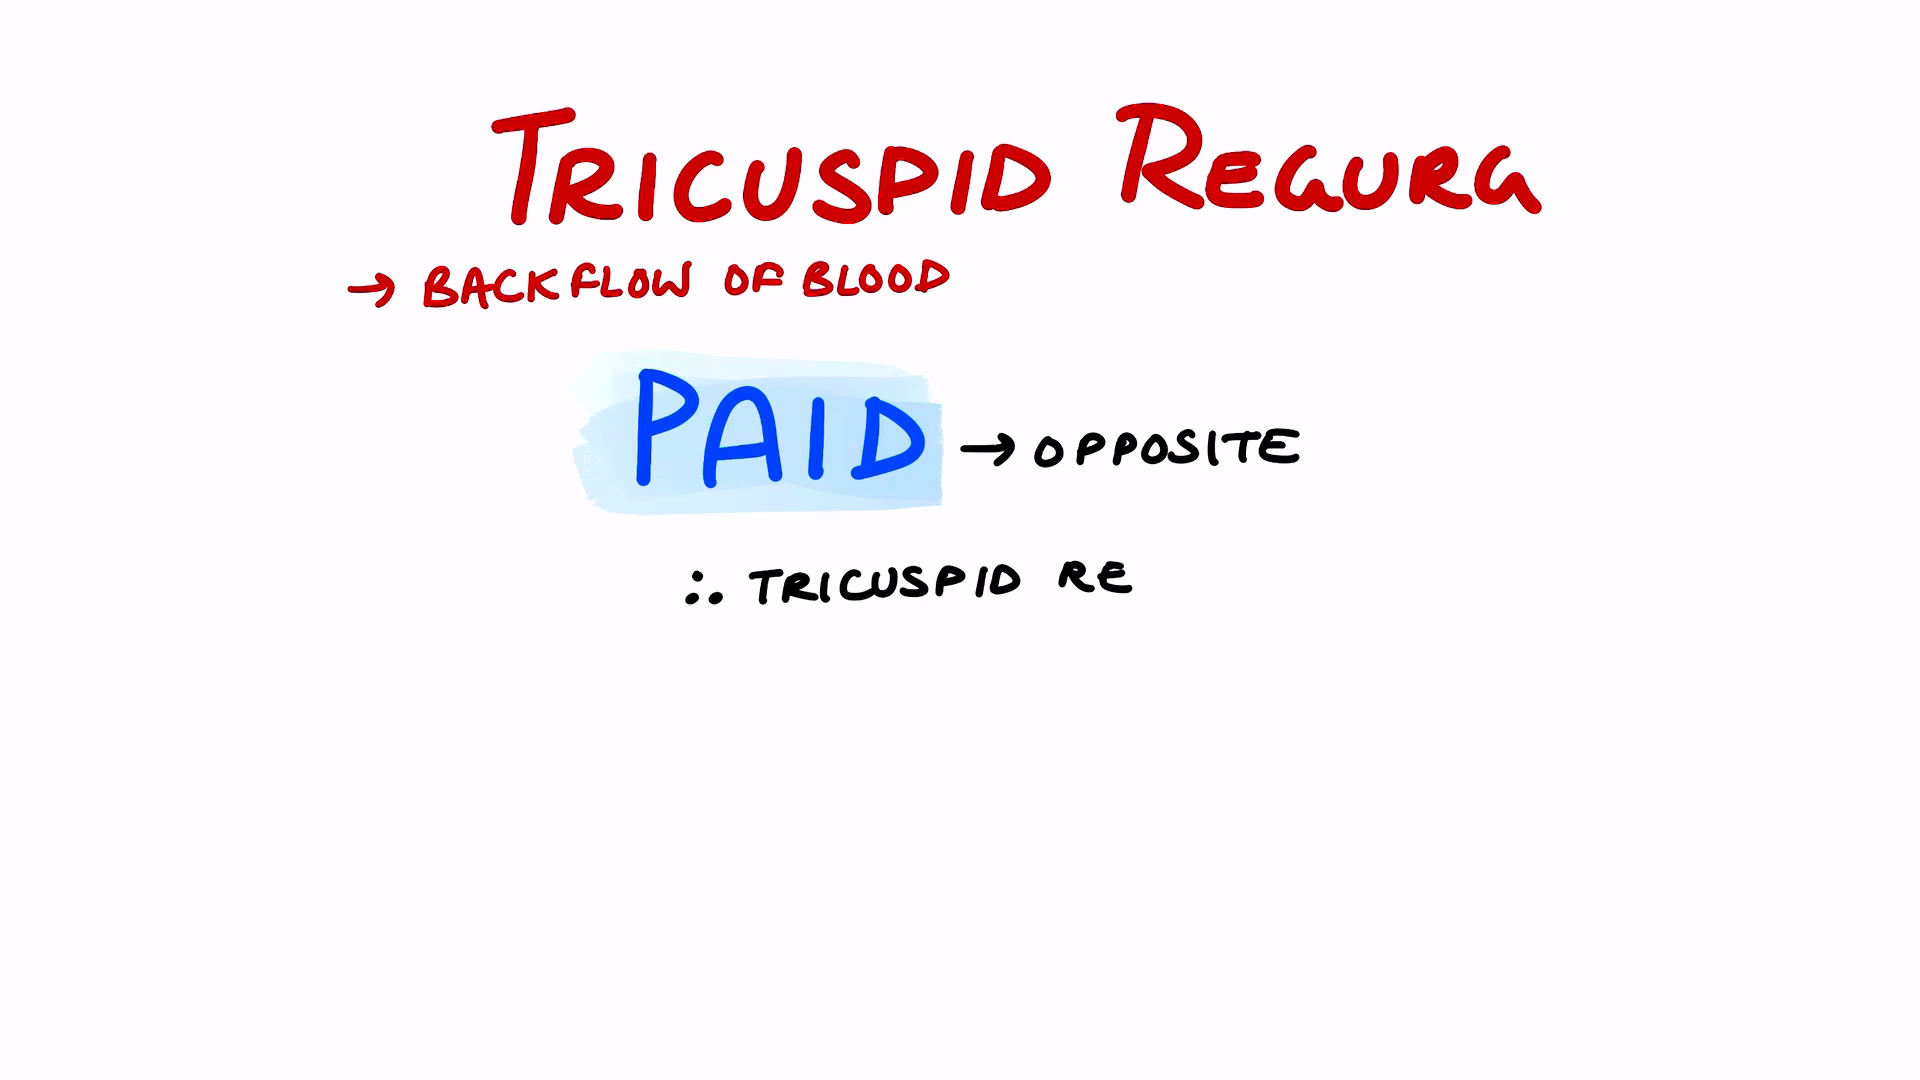 TRICUSPID REGURG
→ BACKFLOW OF BLOOD
PAID → OPPOSITE
∴ TRICUSPID RE